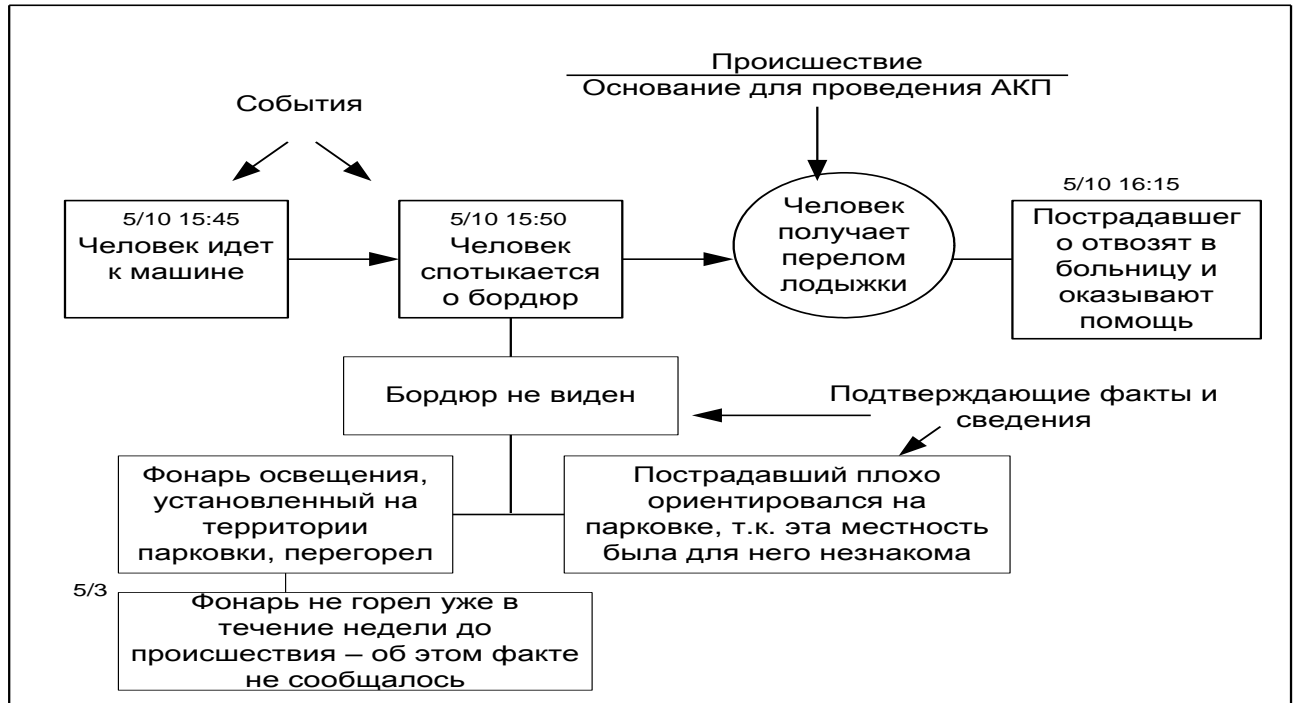 Происшествие
Основание для проведения АКП
События
5/10 15:45
Человек идет
к машине
5/10 15:50
Человек
спотыкается
о бордюр
Человек
получает
перелом
лодыжки
5/10 16:15
Пострадавшег
о отвозят в
больницу и
оказывают
помощь
Бордюр не виден
Подтверждающие факты и
сведения
Фонарь освещения,
установленный на
территории
парковки, перегорел
Пострадавший плохо
ориентировался на
парковке, т.к. эта местность
была для него незнакома
5/3
Фонарь не горел уже в
течение недели до
происшествия – об этом факте
не сообщалось